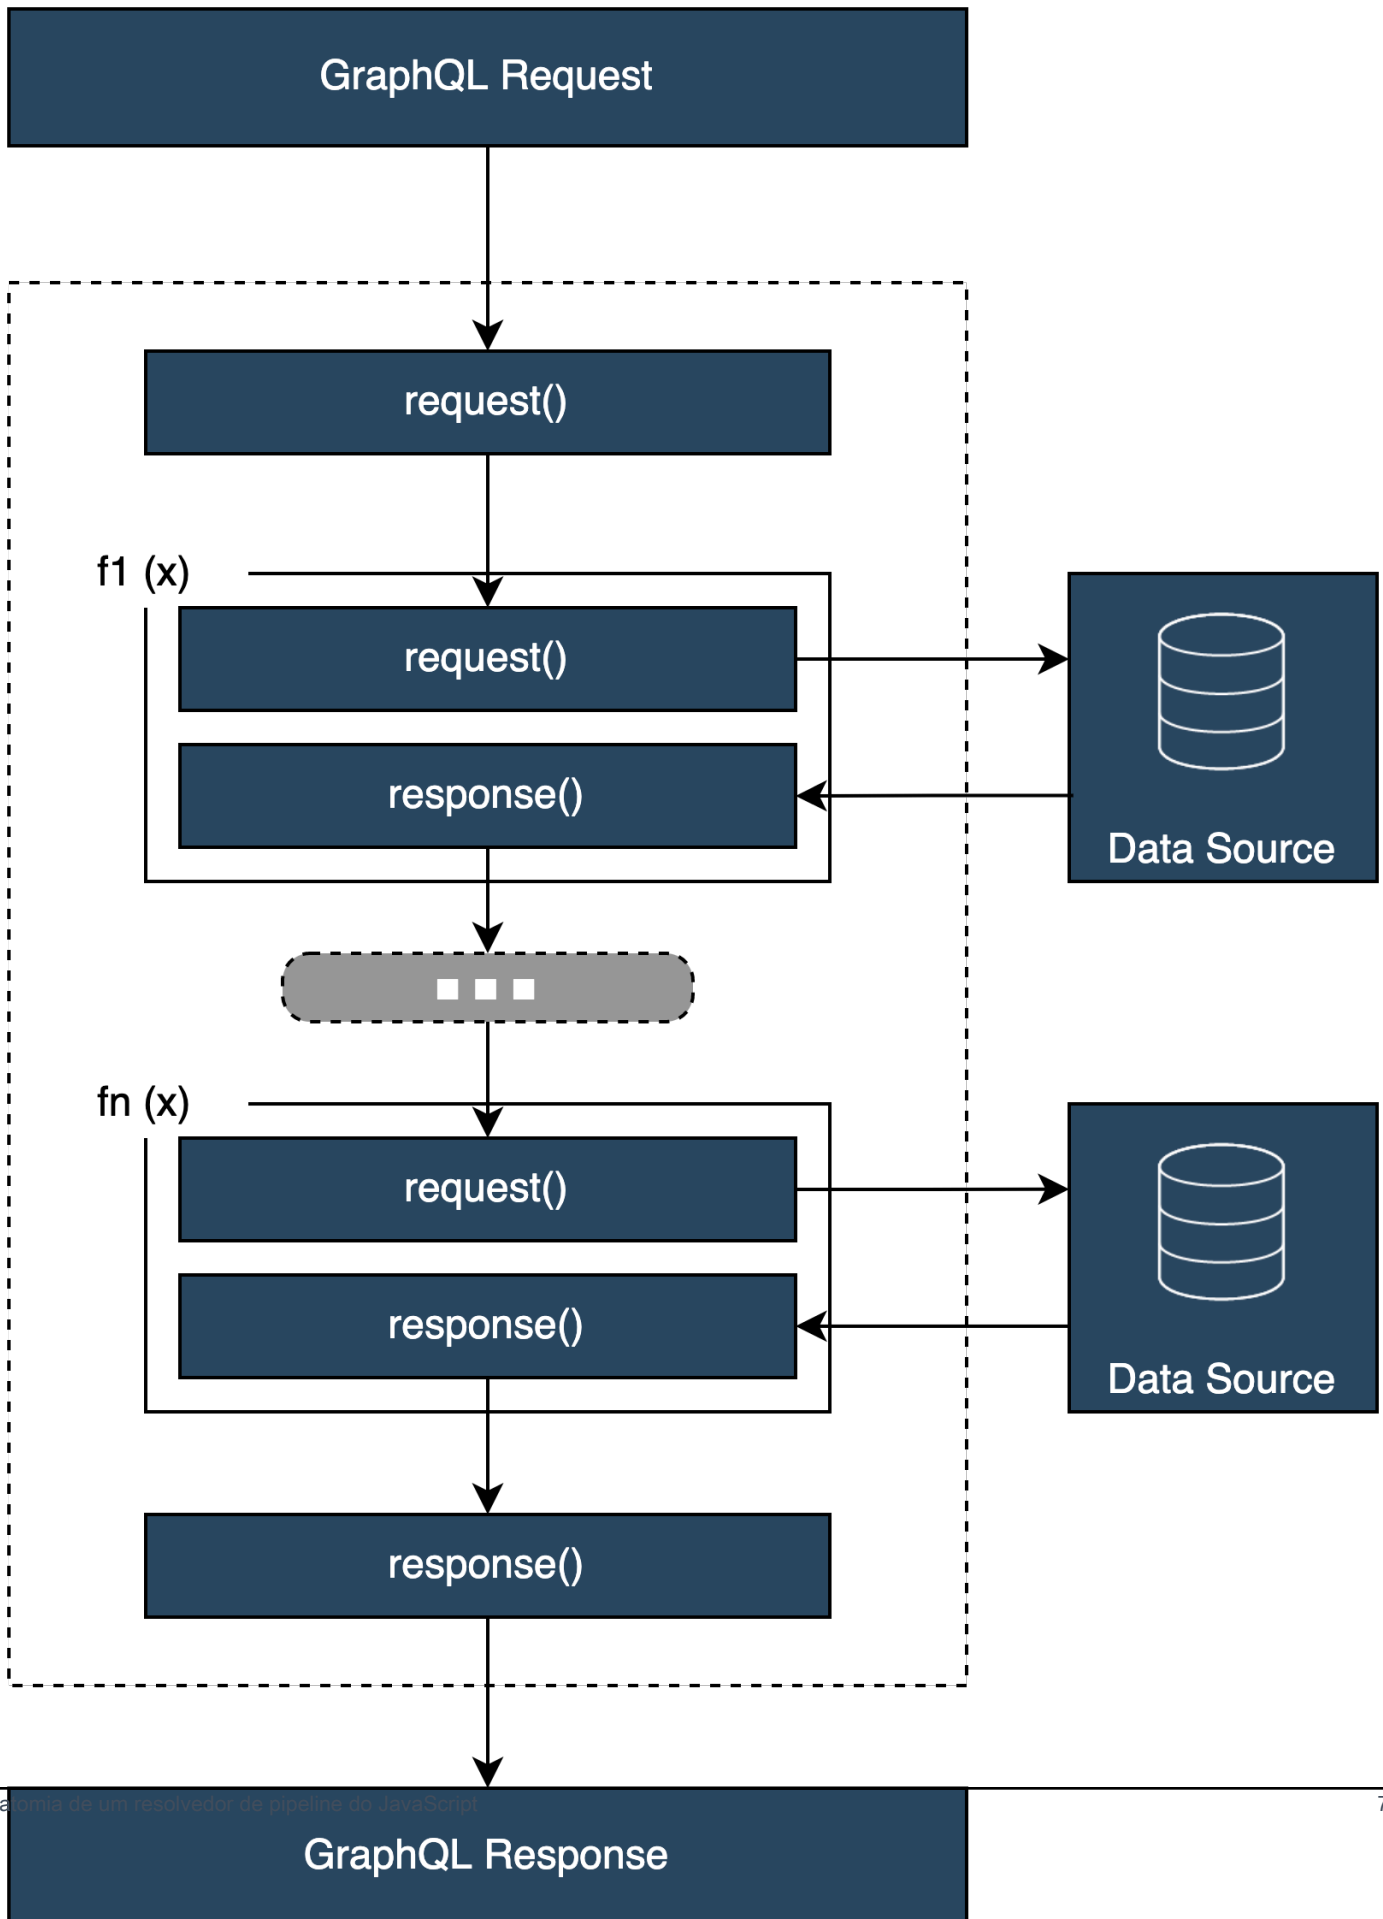 GraphQL Request
request()
f1 (x)
request()
response()
Data Source
fn (x)
request()
response()
Data Source
response()
atomia de um resolvedor de pipeline do JavaScript
7
GraphQL Response